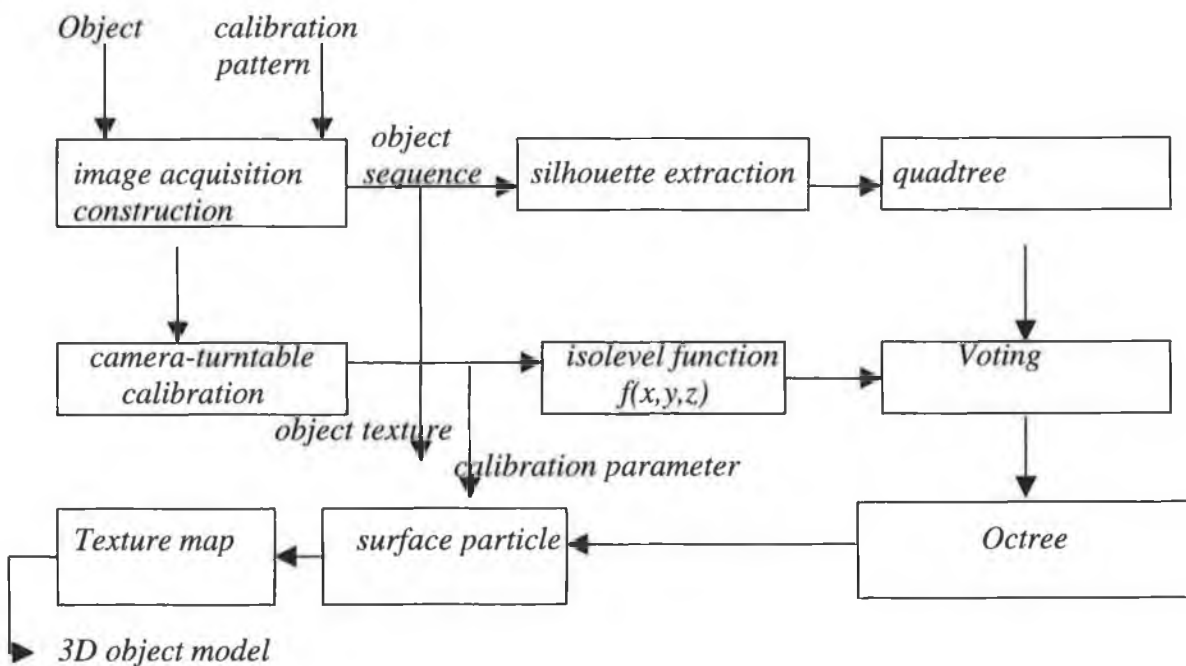 Object
calibration
pattern
image acquisition
construction
object
sequence
silhouette extraction
quadtree
camera-turntable
calibration
isolevel function
f(x,y,z)
Voting
object texture
calibration parameter
Texture map
surface particle
Octree
3D object model